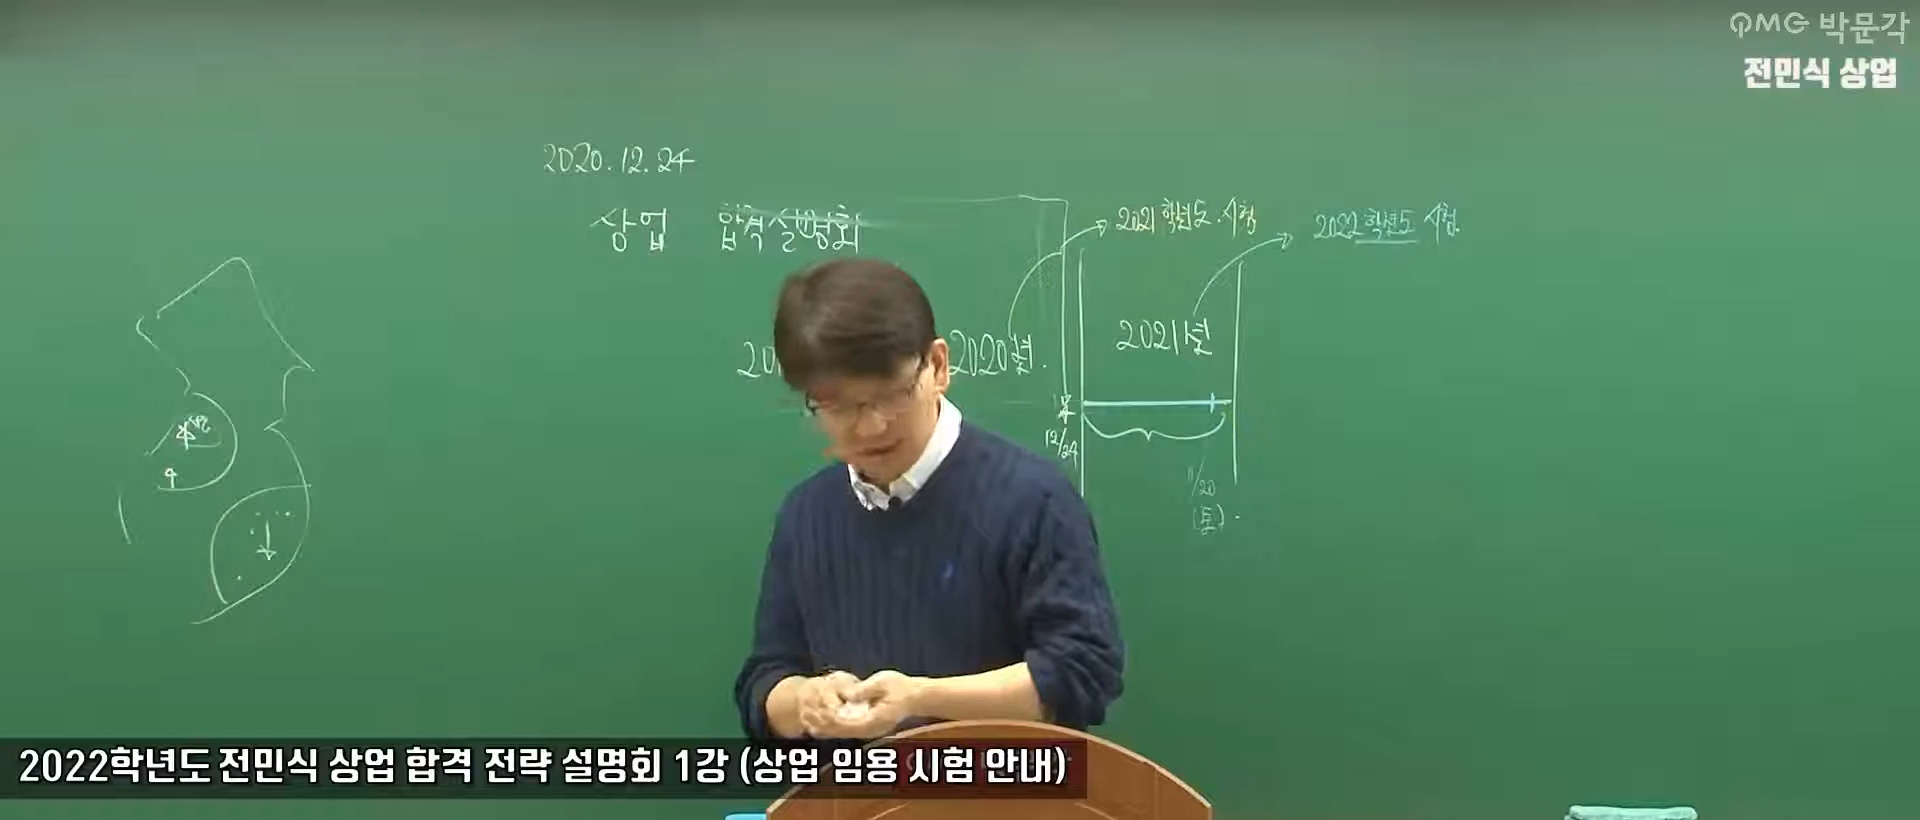 PMG 박문각
전민식 상업
2020.12.24
상업 합격설명회
2021학년도 시험
2022학년도 시험
2020년.
2021년
12/24
11/20
(토).
2022학년도 전민식 상업 합격 전략 설명회 1강 (상업 임용 시험 안내)